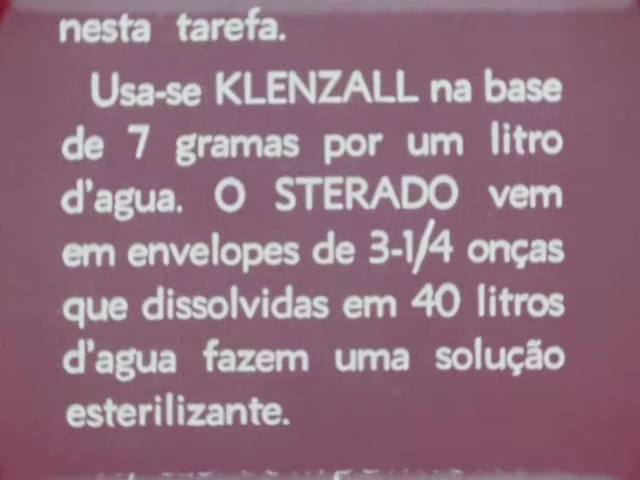 nesta tarefa.
Usa-se KLENZALL na base
de 7 gramas por um litro
d'agua. O STERADO vem
em envelopes de 3-1/4 onças
que dissolvidas em 40 litros
d'agua fazem uma solução
esterilizante.